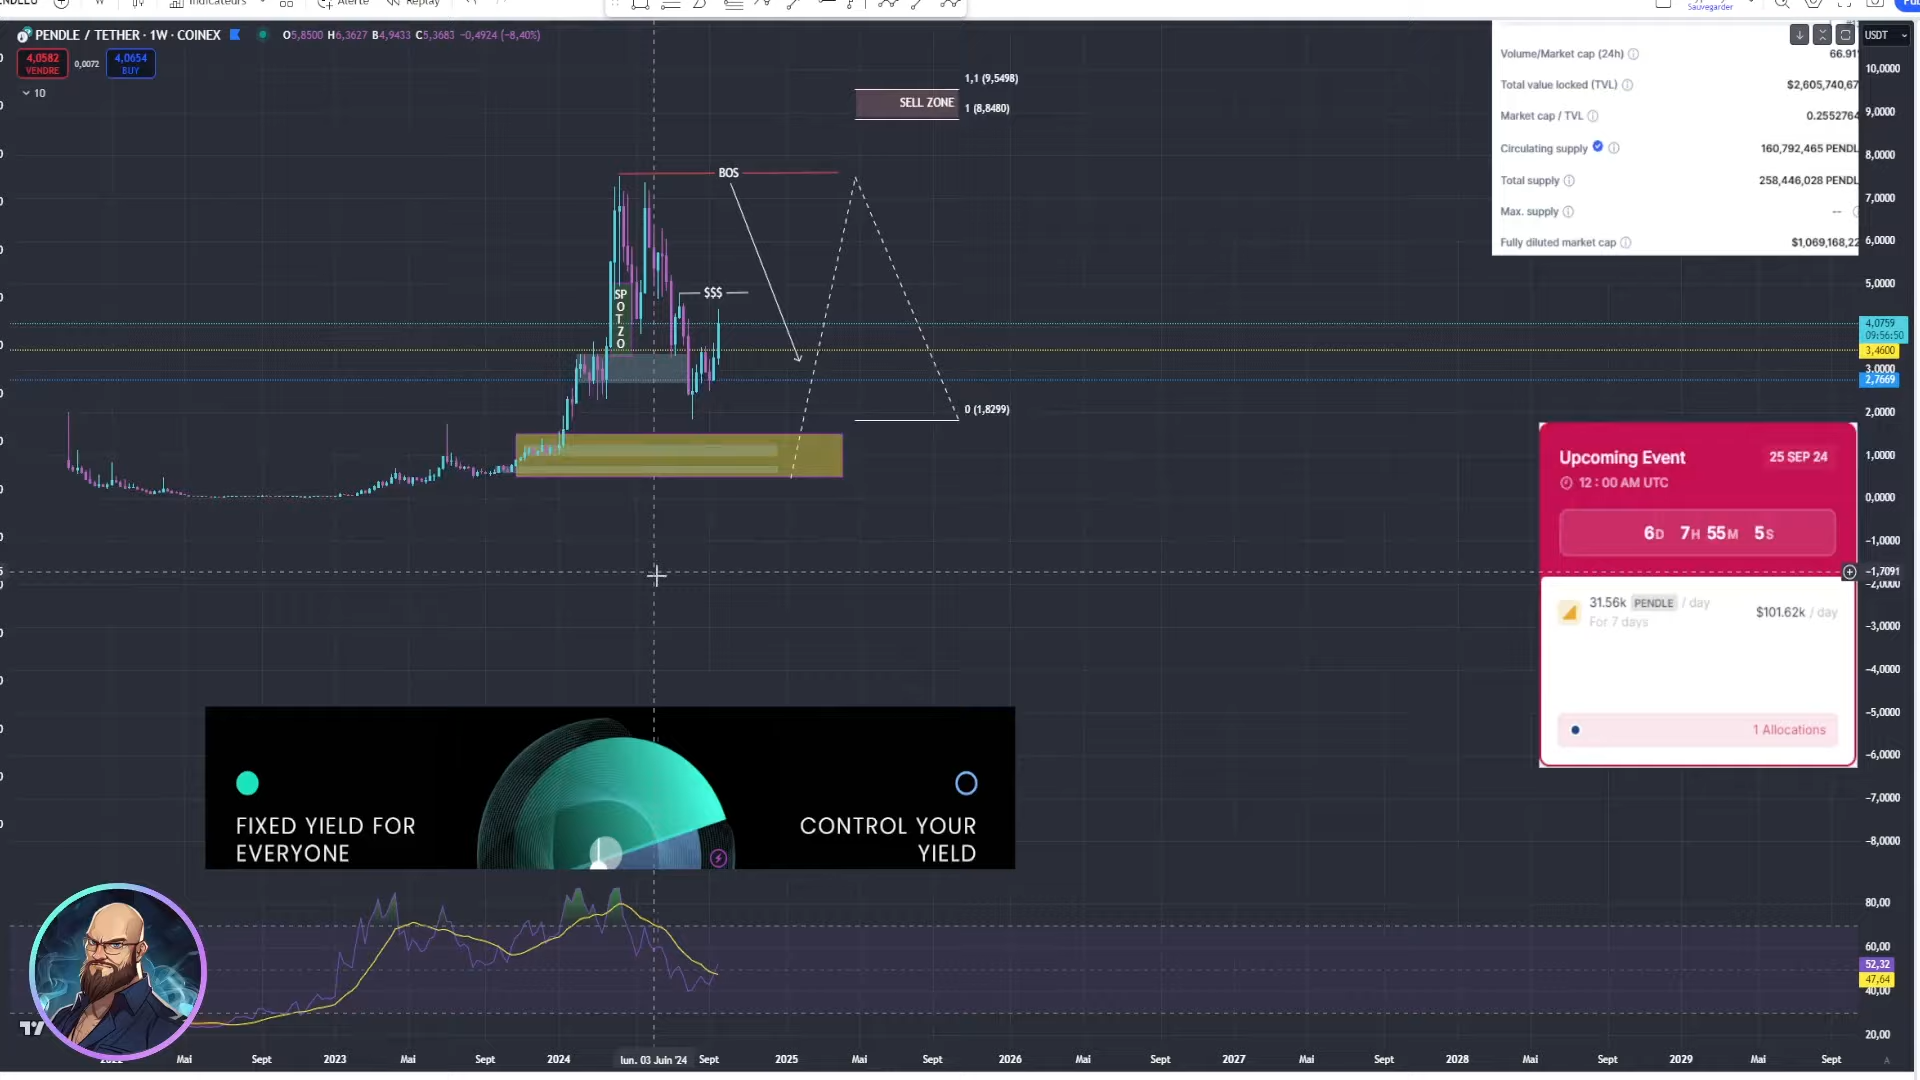 Indicateurs
Alerte
Replay
Sauvegarder
PENDLE / TETHER · 1W · COINEX
O5,8500 H6,3627 B4,9433 C5,3683 −0,4924 (−8,40%)
4,0582
VENDRE
0,0072
4,0654
BUY
10
USDT
Volume/Market cap (24h)
Total value locked (TVL)
$2,605,740,67
Market cap / TVL
0.2552764
Circulating supply
160,792,465 PENDL
Total supply
258,446,028 PENDL
Max. supply
--
Fully diluted market cap
$1,069,168,22
1,1 (9,5498)
SELL ZONE
1 (8,8480)
BOS
$$$
SP
O
T
Z
O
0 (1,8299)
10,0000
9,0000
8,0000
7,0000
6,0000
5,0000
4,0759
09:56:50
3,4600
3,0000
2,7669
2,0000
1,0000
0,0000
−1,0000
−1,7091
−2,0000
−3,0000
−4,0000
−5,0000
−6,0000
−7,0000
−8,0000
Upcoming Event
25 SEP 24
12 : 00 AM UTC
6D 7H 55M 5S
31.56k PENDLE / day
For 7 days
$101.62k / day
1 Allocations
FIXED YIELD FOR
EVERYONE
CONTROL YOUR
YIELD
80,00
60,00
52,32
47,64
40,00
20,00
2022
Mai
Sept
2023
Mai
Sept
2024
lun. 03 Juin '24
Sept
2025
Mai
Sept
2026
Mai
Sept
2027
Mai
Sept
2028
Mai
Sept
2029
Mai
Sept